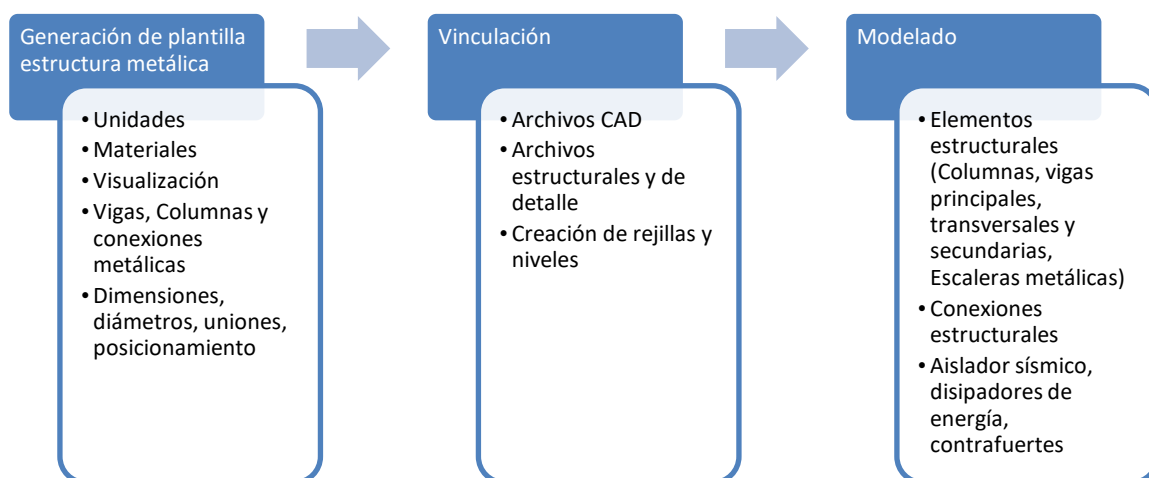 Generación de plantilla
estructura metálica
• Unidades
• Materiales
• Visualización
• Vigas, Columnas y
conexiones
metálicas
• Dimensiones,
diámetros, uniones,
posicionamiento
Vinculación
• Archivos CAD
• Archivos
estructurales y de
detalle
• Creación de rejillas y
niveles
Modelado
• Elementos
estructurales
(Columnas, vigas
principales,
transversales y
secundarias,
Escaleras metálicas)
• Conexiones
estructurales
• Aislador sísmico,
disipadores de
energía,
contrafuertes